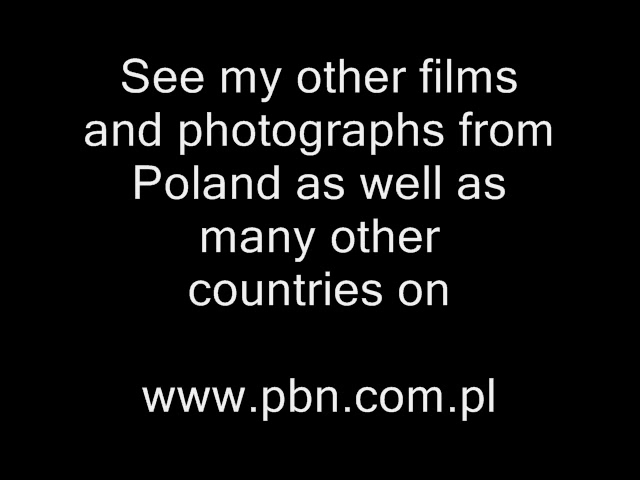 See my other films
and photographs from
Poland as well as
many other
countries on
www.pbn.com.pl